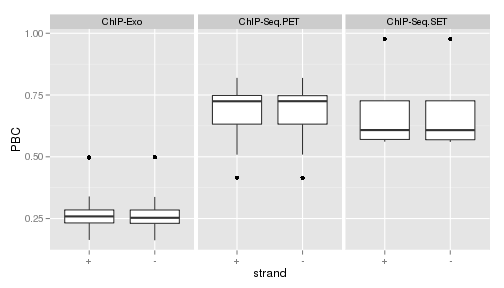 ChIP-Exo ChIP-Seq.PET ChIP-Seq.SET
1.00
0.75
0.50
0.25
PBC
+ - + - + -
strand